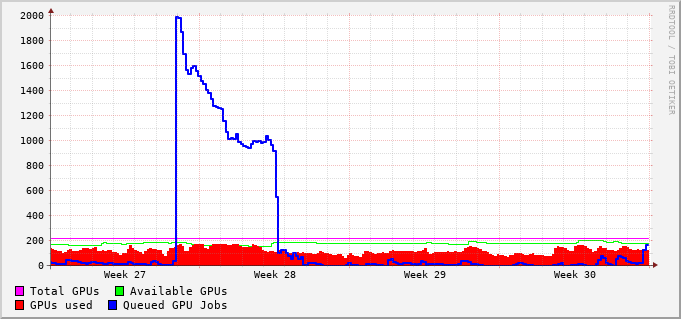 2000
1800
1600
1400
1200
1000
800
600
400
200
0
Week 27 Week 28 Week 29 Week 30
Total GPUs Available GPUs
GPUs used Queued GPU Jobs
RRDTOOL / TOBI OETIKER